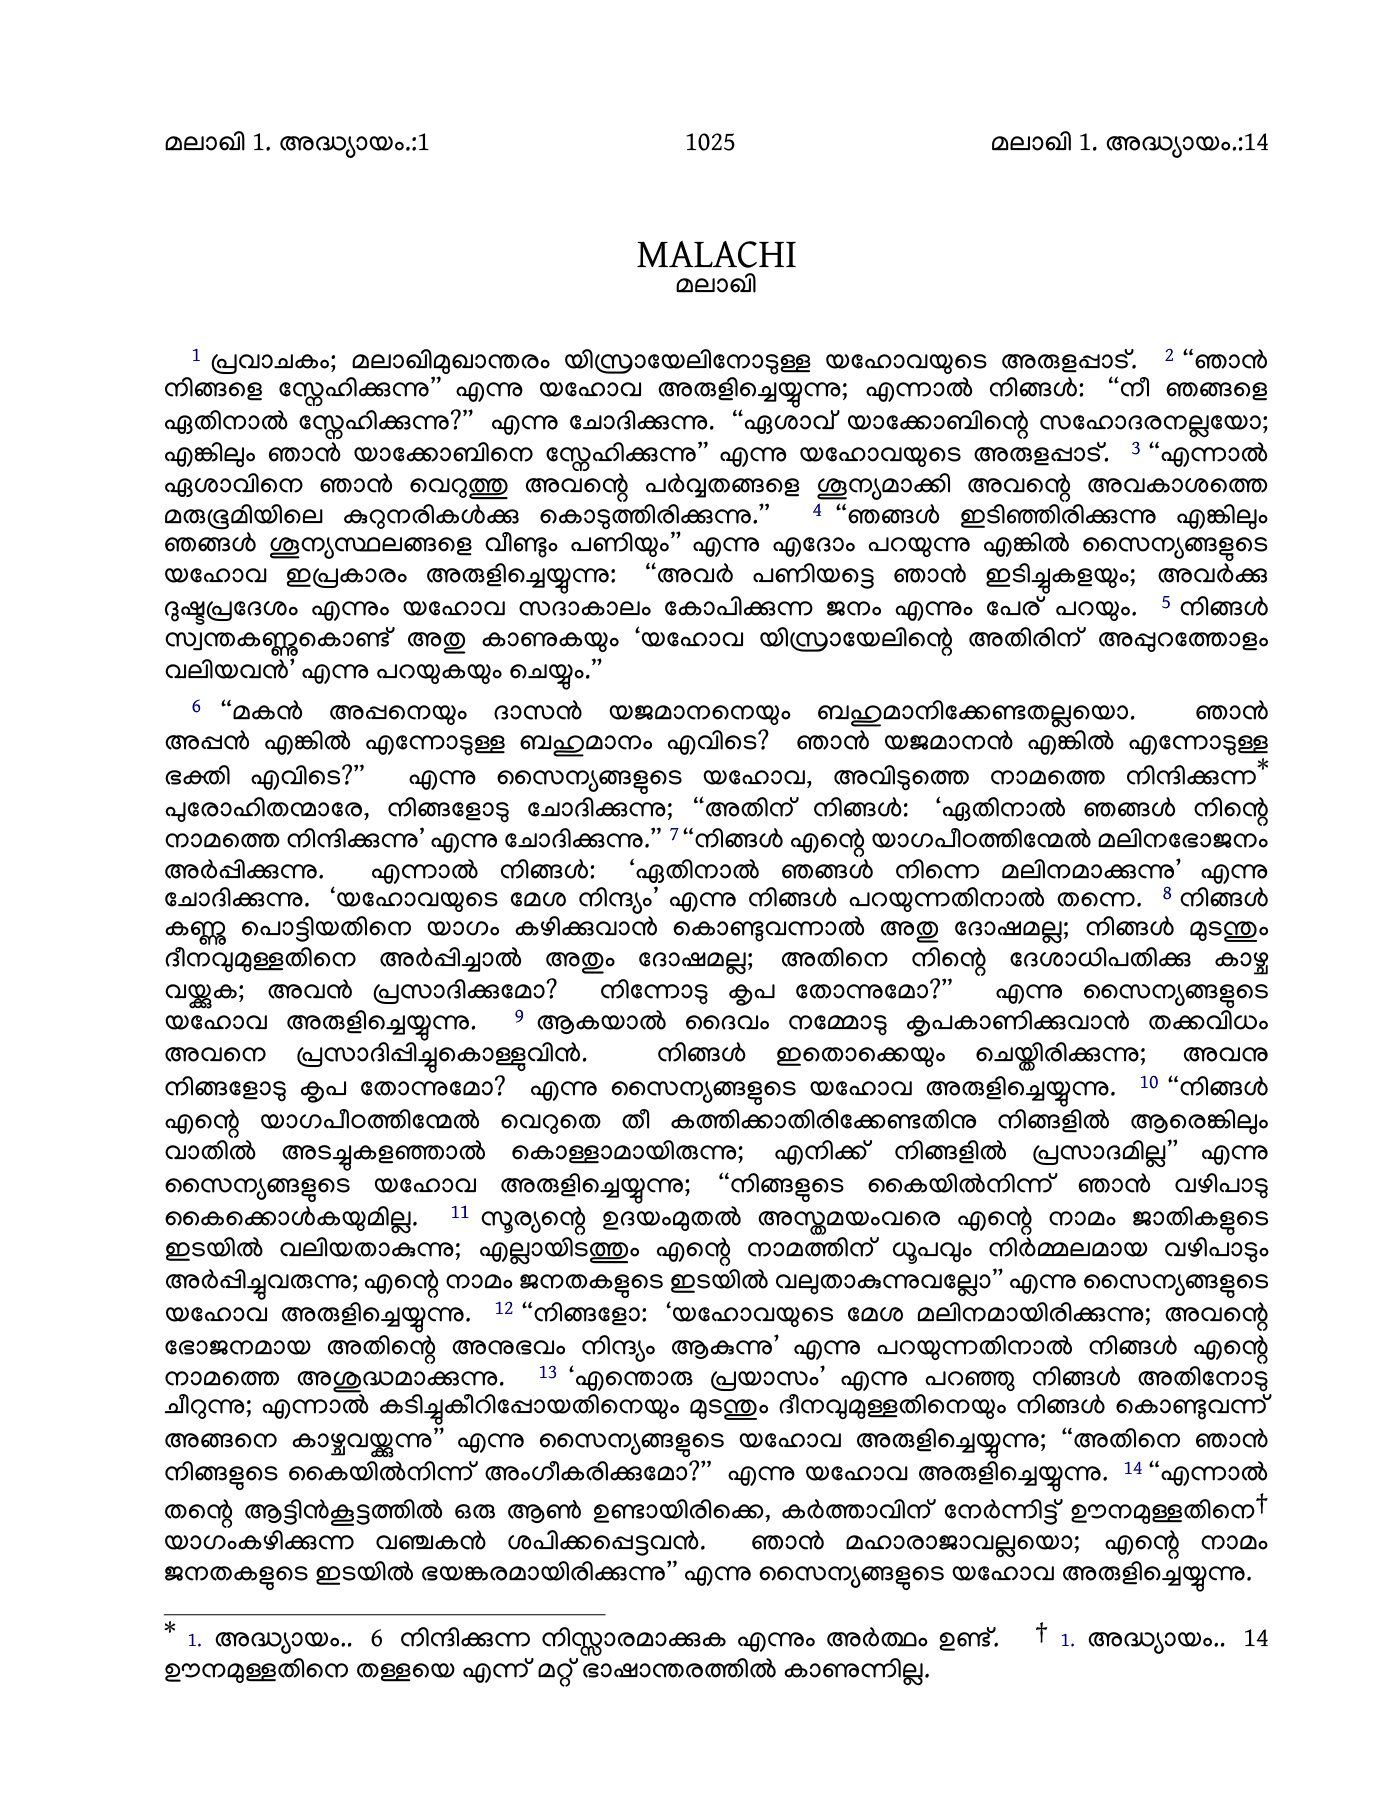 മലാഖി 1. അദ്ധ്യായം.:1 1025 മലാഖി 1. അദ്ധ്യായം.:14
MALACHI
മലാഖി
1 പ്രവാചകം; മലാഖിമുഖാന്തരം യിസ്രായേലിനോടുള്ള യഹോവയുടെ അരുളപ്പാട്. 2 “ഞാൻ
നിങ്ങളെ സ്നേഹിക്കുന്നു” എന്നു യഹോവ അരുളിച്ചെയ്യുന്നു; എന്നാൽ നിങ്ങൾ: “നീ ഞങ്ങളെ
ഏതിനാൽ സ്നേഹിക്കുന്നു?” എന്നു ചോദിക്കുന്നു. “ഏശാവ് യാക്കോബിന്റെ സഹോദരനല്ലയോ;
എങ്കിലും ഞാൻ യാക്കോബിനെ സ്നേഹിക്കുന്നു” എന്നു യഹോവയുടെ അരുളപ്പാട്. 3 “എന്നാൽ
ഏശാവിനെ ഞാൻ വെറുത്തു അവന്റെ പർവ്വതങ്ങളെ ശൂന്യമാക്കി അവന്റെ അവകാശത്തെ
മരുഭൂമിയിലെ കുറുനരികൾക്കു കൊടുത്തിരിക്കുന്നു.” 4 “ഞങ്ങൾ ഇടിഞ്ഞിരിക്കുന്നു എങ്കിലും
ഞങ്ങൾ ശൂന്യസ്ഥലങ്ങളെ വീണ്ടും പണിയും” എന്നു എദോം പറയുന്നു എങ്കിൽ സൈന്യങ്ങളുടെ
യഹോവ ഇപ്രകാരം അരുളിച്ചെയ്യുന്നു: “അവർ പണിയട്ടെ ഞാൻ ഇടിച്ചുകളയും; അവർക്കു
ദുഷ്ടപ്രദേശം എന്നും യഹോവ സദാകാലം കോപിക്കുന്ന ജനം എന്നും പേര് പറയും. 5 നിങ്ങൾ
സ്വന്തകണ്ണുകൊണ്ട് അതു കാണുകയും ‘യഹോവ യിസ്രായേലിന്റെ അതിരിന് അപ്പുറത്തോളം
വലിയവൻ’ എന്നു പറയുകയും ചെയ്യും.”
6 “മകൻ അപ്പനെയും ദാസൻ യജമാനനെയും ബഹുമാനിക്കേണ്ടതല്ലയൊ. ഞാൻ
അപ്പൻ എങ്കിൽ എന്നോടുള്ള ബഹുമാനം എവിടെ? ഞാൻ യജമാനൻ എങ്കിൽ എന്നോടുള്ള
ഭക്തി എവിടെ?” എന്നു സൈന്യങ്ങളുടെ യഹോവ, അവിടുത്തെ നാമത്തെ നിന്ദിക്കുന്ന*
പുരോഹിതന്മാരേ, നിങ്ങളോടു ചോദിക്കുന്നു; “അതിന് നിങ്ങൾ: ‘ഏതിനാൽ ഞങ്ങൾ നിന്റെ
നാമത്തെ നിന്ദിക്കുന്നു’ എന്നു ചോദിക്കുന്നു.” 7 “നിങ്ങൾ എന്റെ യാഗപീഠത്തിന്മേൽ മലിനഭോജനം
അർപ്പിക്കുന്നു. എന്നാൽ നിങ്ങൾ: ‘ഏതിനാൽ ഞങ്ങൾ നിന്നെ മലിനമാക്കുന്നു’ എന്നു
ചോദിക്കുന്നു. ‘യഹോവയുടെ മേശ നിന്ദ്യം’ എന്നു നിങ്ങൾ പറയുന്നതിനാൽ തന്നെ. 8 നിങ്ങൾ
കണ്ണു പൊട്ടിയതിനെ യാഗം കഴിക്കുവാൻ കൊണ്ടുവന്നാൽ അതു ദോഷമല്ല; നിങ്ങൾ മുടന്തും
ദീനവുമുള്ളതിനെ അർപ്പിച്ചാൽ അതും ദോഷമല്ല; അതിനെ നിന്റെ ദേശാധിപതിക്കു കാഴ്ച
വയ്ക്കുക; അവൻ പ്രസാദിക്കുമോ? നിന്നോടു കൃപ തോന്നുമോ?” എന്നു സൈന്യങ്ങളുടെ
യഹോവ അരുളിച്ചെയ്യുന്നു. 9 ആകയാൽ ദൈവം നമ്മോടു കൃപകാണിക്കുവാൻ തക്കവിധം
അവനെ പ്രസാദിപ്പിച്ചുകൊള്ളുവിൻ. നിങ്ങൾ ഇതൊക്കെയും ചെയ്തിരിക്കുന്നു; അവനു
നിങ്ങളോടു കൃപ തോന്നുമോ? എന്നു സൈന്യങ്ങളുടെ യഹോവ അരുളിച്ചെയ്യുന്നു. 10 “നിങ്ങൾ
എന്റെ യാഗപീഠത്തിന്മേൽ വെറുതെ തീ കത്തിക്കാതിരിക്കേണ്ടതിനു നിങ്ങളിൽ ആരെങ്കിലും
വാതിൽ അടച്ചുകളഞ്ഞാൽ കൊള്ളാമായിരുന്നു; എനിക്ക് നിങ്ങളിൽ പ്രസാദമില്ല” എന്നു
സൈന്യങ്ങളുടെ യഹോവ അരുളിച്ചെയ്യുന്നു; “നിങ്ങളുടെ കൈയിൽനിന്ന് ഞാൻ വഴിപാടു
കൈക്കൊൾകയുമില്ല. 11 സൂര്യന്റെ ഉദയംമുതൽ അസ്തമയംവരെ എന്റെ നാമം ജാതികളുടെ
ഇടയിൽ വലിയതാകുന്നു; എല്ലായിടത്തും എന്റെ നാമത്തിന് ധൂപവും നിർമ്മലമായ വഴിപാടും
അർപ്പിച്ചുവരുന്നു; എന്റെ നാമം ജനതകളുടെ ഇടയിൽ വലുതാകുന്നുവല്ലോ” എന്നു സൈന്യങ്ങളുടെ
യഹോവ അരുളിച്ചെയ്യുന്നു. 12 “നിങ്ങളോ: ‘യഹോവയുടെ മേശ മലിനമായിരിക്കുന്നു; അവന്റെ
ഭോജനമായ അതിന്റെ അനുഭവം നിന്ദ്യം ആകുന്നു’ എന്നു പറയുന്നതിനാൽ നിങ്ങൾ എന്റെ
നാമത്തെ അശുദ്ധമാക്കുന്നു. 13 ‘എന്തൊരു പ്രയാസം’ എന്നു പറഞ്ഞു നിങ്ങൾ അതിനോടു
ചീറുന്നു; എന്നാൽ കടിച്ചുകീറിപ്പോയതിനെയും മുടന്തും ദീനവുമുള്ളതിനെയും നിങ്ങൾ കൊണ്ടുവന്ന്
അങ്ങനെ കാഴ്ചവയ്ക്കുന്നു” എന്നു സൈന്യങ്ങളുടെ യഹോവ അരുളിച്ചെയ്യുന്നു; “അതിനെ ഞാൻ
നിങ്ങളുടെ കൈയിൽനിന്ന് അംഗീകരിക്കുമോ?” എന്നു യഹോവ അരുളിച്ചെയ്യുന്നു. 14 “എന്നാൽ
തന്റെ ആട്ടിൻകൂട്ടത്തിൽ ഒരു ആൺ ഉണ്ടായിരിക്കെ, കർത്താവിന് നേർന്നിട്ട് ഊനമുള്ളതിനെ†
യാഗംകഴിക്കുന്ന വഞ്ചകൻ ശപിക്കപ്പെട്ടവൻ. ഞാൻ മഹാരാജാവല്ലയൊ; എന്റെ നാമം
ജനതകളുടെ ഇടയിൽ ഭയങ്കരമായിരിക്കുന്നു” എന്നു സൈന്യങ്ങളുടെ യഹോവ അരുളിച്ചെയ്യുന്നു.
* 1. അദ്ധ്യായം.. 6 നിന്ദിക്കുന്ന നിസ്സാരമാക്കുക എന്നും അർത്ഥം ഉണ്ട്. † 1. അദ്ധ്യായം.. 14
ഊനമുള്ളതിനെ തള്ളയെ എന്ന് മറ്റ് ഭാഷാന്തരത്തിൽ കാണുന്നില്ല.